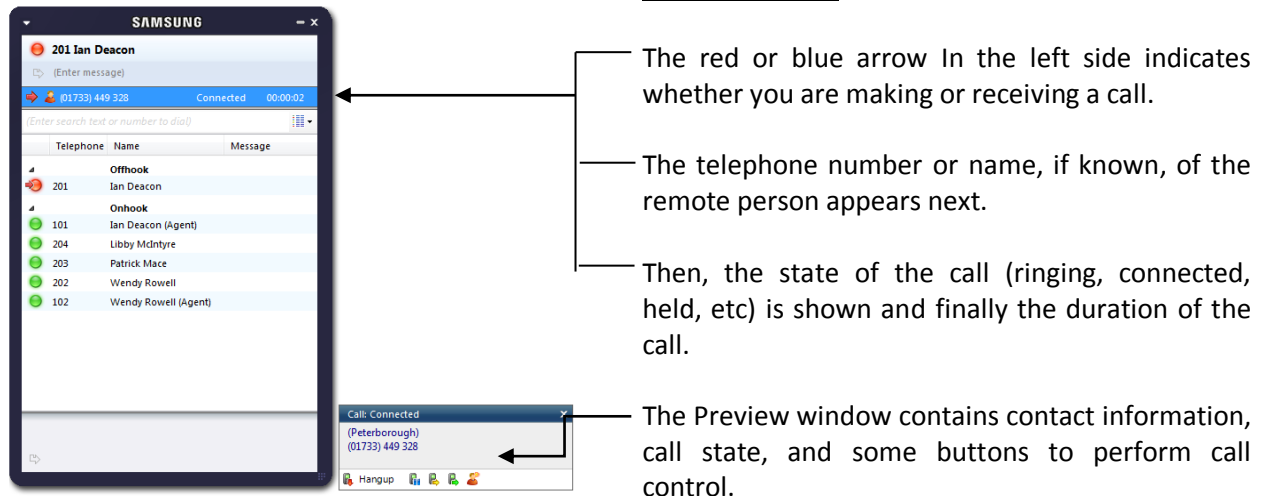 SAMSUNG
201 Ian Deacon
(Enter message)
(01733) 449 328 Connected 00:00:02
(Enter search text or number to dial)
Telephone Name Message
Offhook
201 Ian Deacon
Onhook
101 Ian Deacon (Agent)
204 Libby McIntyre
203 Patrick Mace
202 Wendy Rowell
102 Wendy Rowell (Agent)
Call: Connected
(Peterborough)
(01733) 449 328
Hangup
The red or blue arrow In the left side indicates
whether you are making or receiving a call.
The telephone number or name, if known, of the
remote person appears next.
Then, the state of the call (ringing, connected,
held, etc) is shown and finally the duration of the
call.
The Preview window contains contact information,
call state, and some buttons to perform call
control.